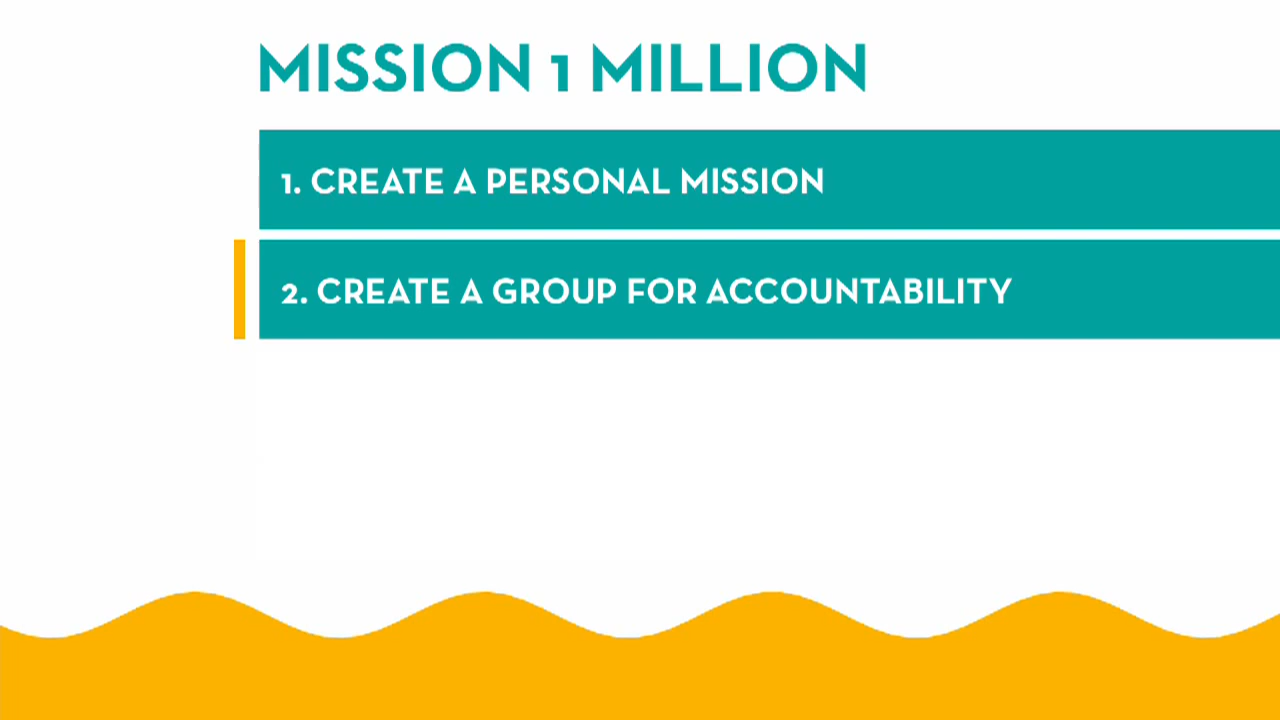 MISSION 1 MILLION
1. CREATE A PERSONAL MISSION
2. CREATE A GROUP FOR ACCOUNTABILITY